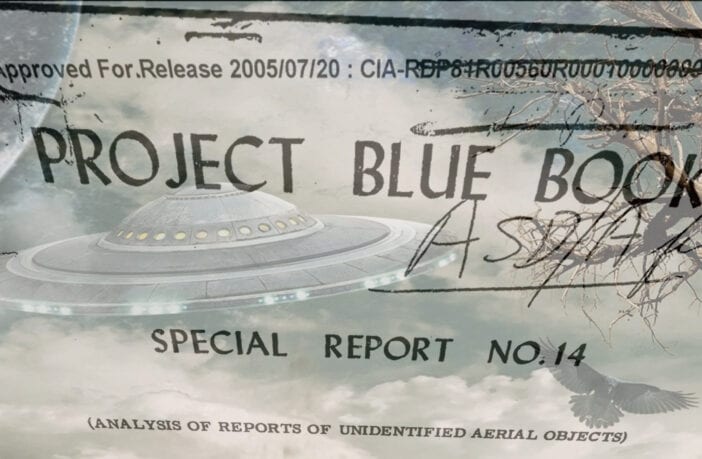 Approved For Release 2005/07/20 : CIA-RDP81R00560R000100060
PROJECT BLUE BOOK
SPECIAL REPORT NO. 14
(ANALYSIS OF REPORTS OF UNIDENTIFIED AERIAL OBJECTS)